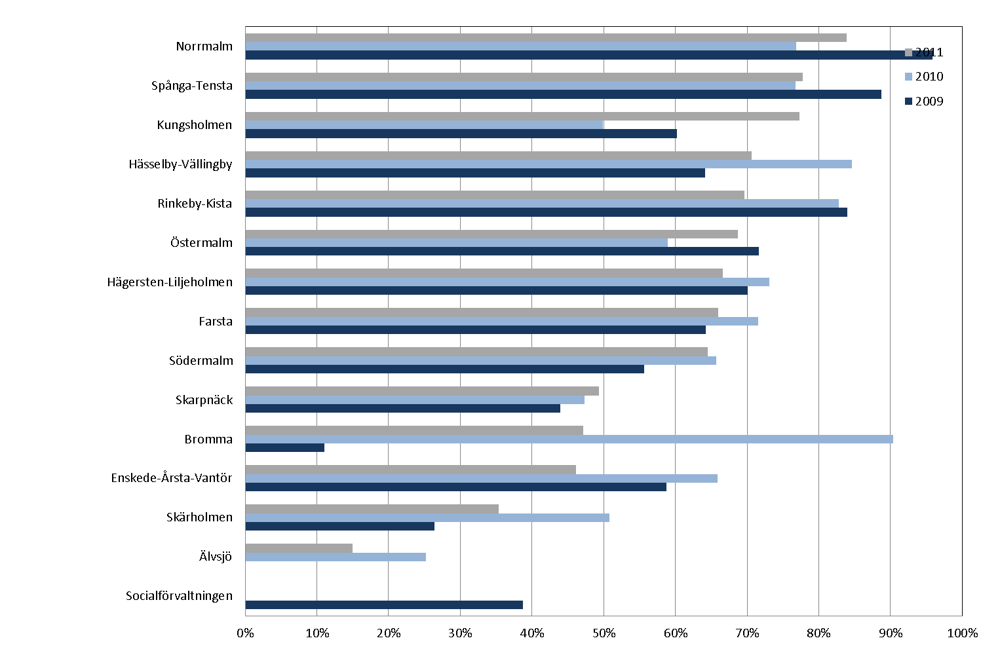 Norrmalm
Spånga-Tensta
Kungsholmen
Hässelby-Vällingby
Rinkeby-Kista
Östermalm
Hägersten-Liljeholmen
Farsta
Södermalm
Skarpnäck
Bromma
Enskede-Årsta-Vantör
Skärholmen
Älvsjö
Socialförvaltningen
2011
2010
2009
0% 10% 20% 30% 40% 50% 60% 70% 80% 90% 100%